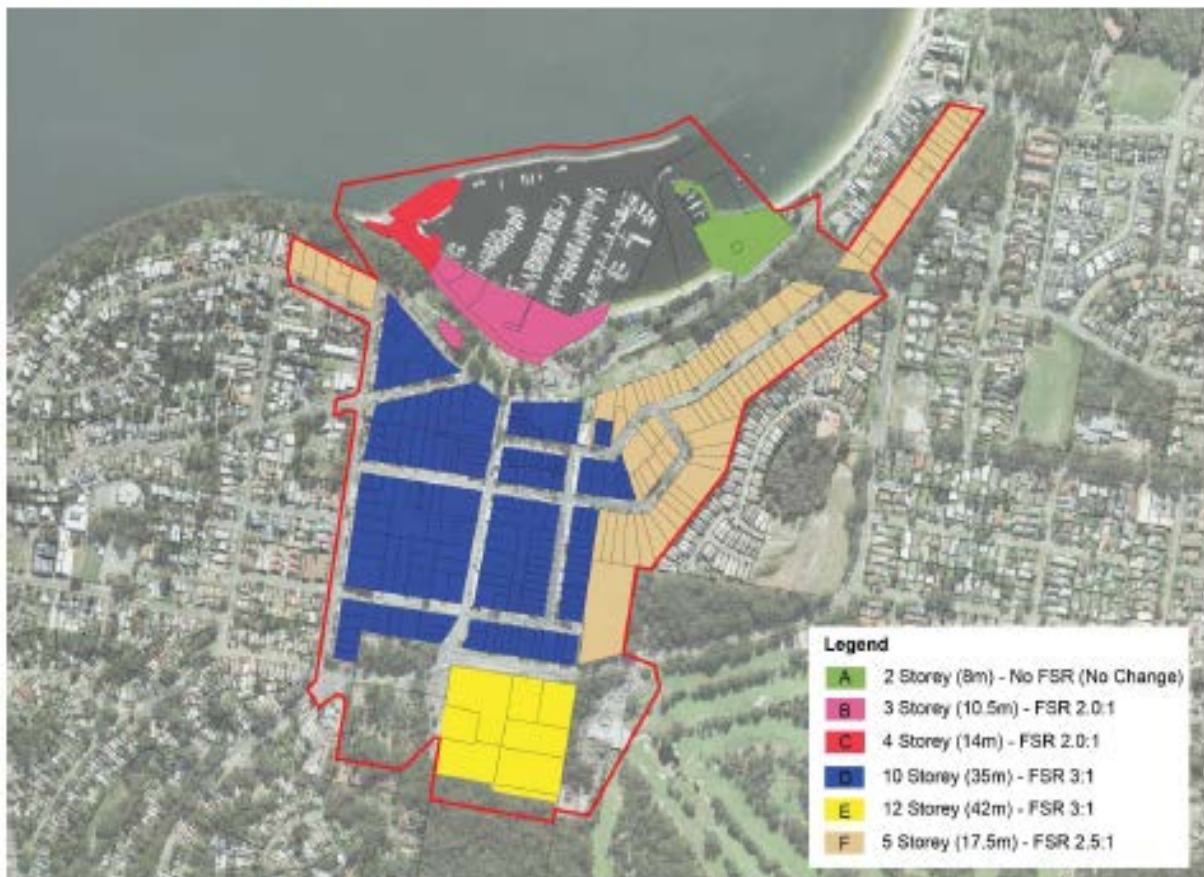 Legend
A 2 Storey (8m) - No FSR (No Change)
B 3 Storey (10.5m) - FSR 2.0:1
C 4 Storey (14m) - FSR 2.0:1
D 10 Storey (35m) - FSR 3:1
E 12 Storey (42m) - FSR 3:1
F 5 Storey (17.5m) - FSR 2.5:1